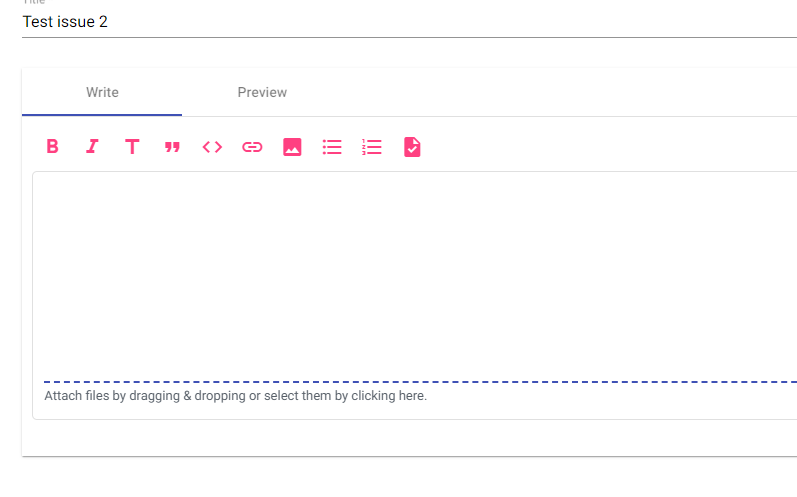 Title
Test issue 2
Write Preview
Attach files by dragging & dropping or select them by clicking here.